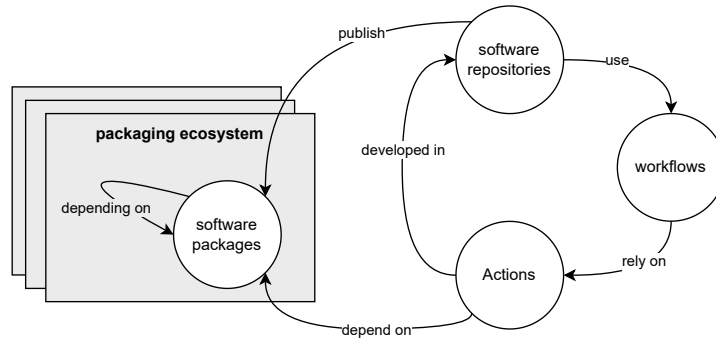 publish
software
repositories
use
packaging ecosystem
developed in
workflows
depending on
software
packages
rely on
Actions
depend on